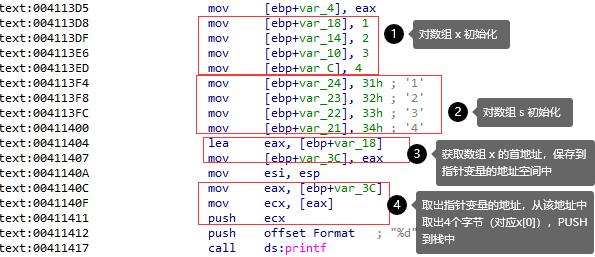 text:004113D5 mov [ebp+var_4], eax
text:004113D8 mov [ebp+var_18], 1
text:004113DF mov [ebp+var_14], 2
text:004113E6 mov [ebp+var_10], 3
text:004113ED mov [ebp+var_C], 4
1 对数组 x 初始化
text:004113F4 mov [ebp+var_24], 31h ; '1'
text:004113F8 mov [ebp+var_23], 32h ; '2'
text:004113FC mov [ebp+var_22], 33h ; '3'
text:00411400 mov [ebp+var_21], 34h ; '4'
2 对数组 s 初始化
text:00411404 lea eax, [ebp+var_18]
text:00411407 mov [ebp+var_3C], eax
3 获取数组 x 的首地址，保存到
指针变量的地址空间中
text:0041140A mov esi, esp
text:0041140C mov eax, [ebp+var_3C]
text:0041140F mov ecx, [eax]
text:00411411 push ecx
4 取出指针变量的地址，从该地址中
取出4个字节（对应x[0]），PUSH
到栈中
text:00411412 push offset Format ; "%d"
text:00411417 call ds:printf